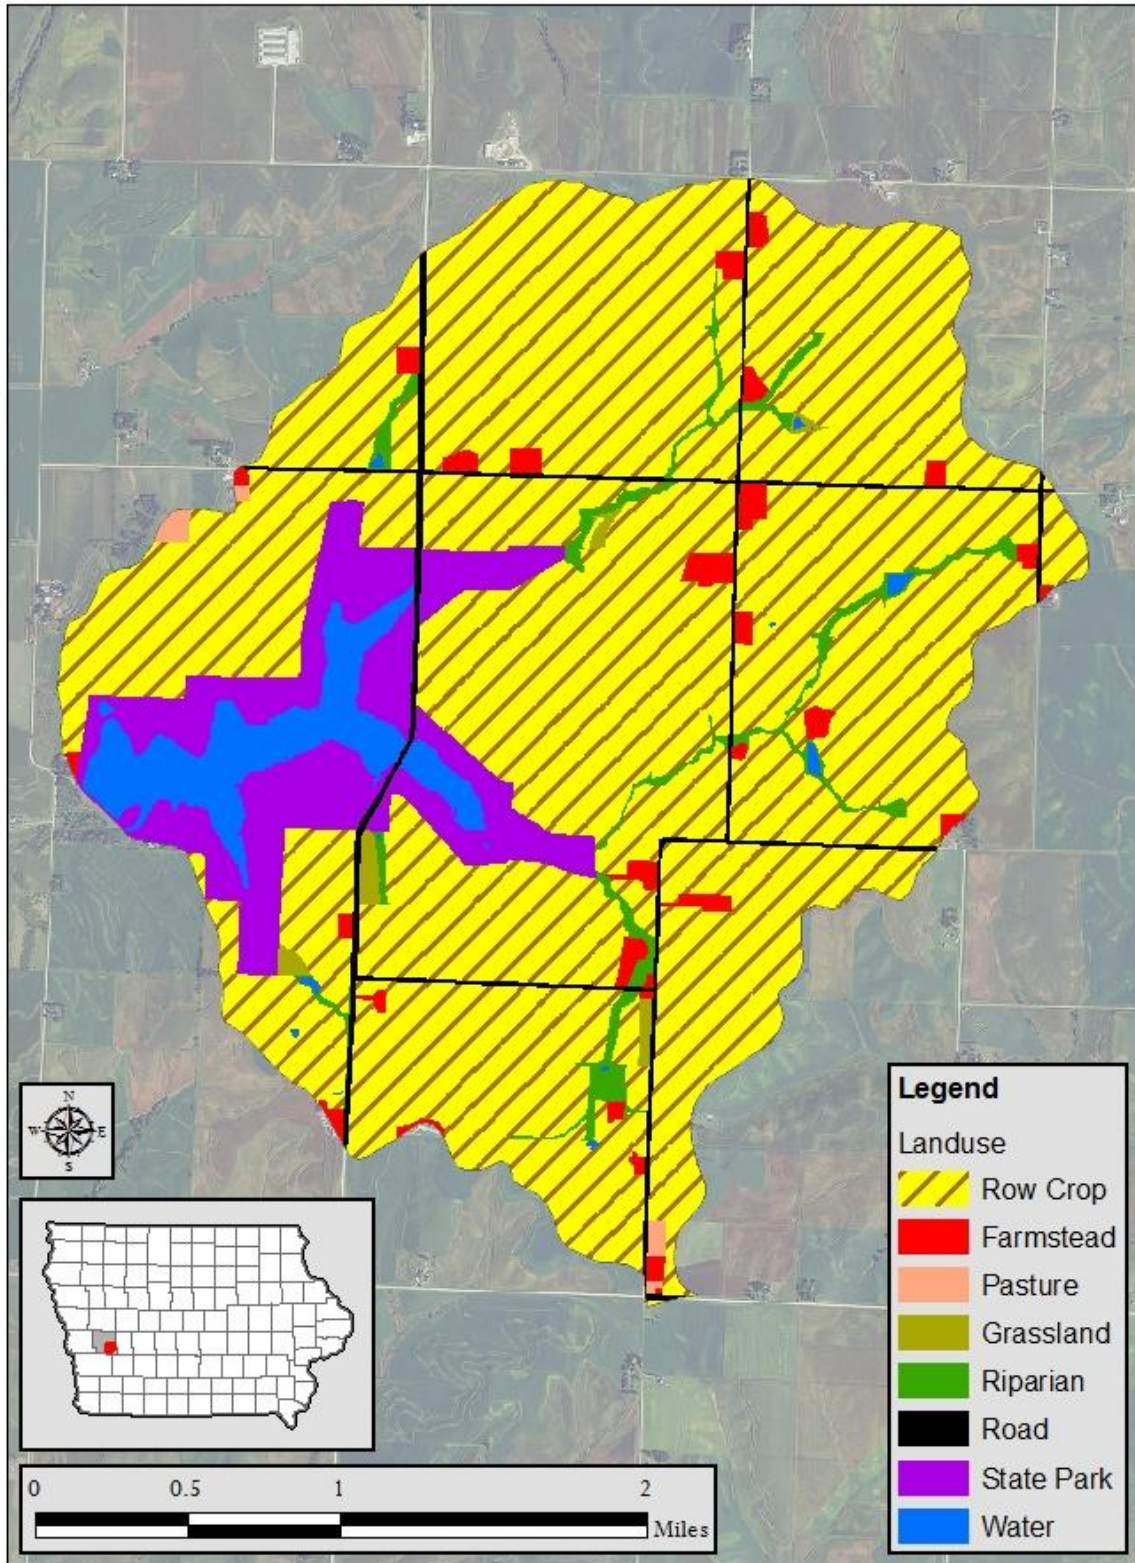 N
W E
S
0 0.5 1 2
Miles
Legend
Landuse
Row Crop
Farmstead
Pasture
Grassland
Riparian
Road
State Park
Water